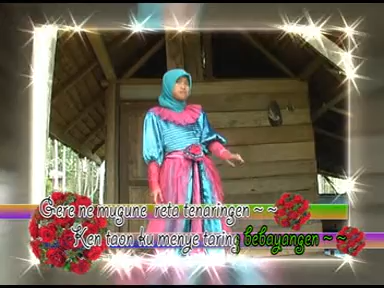 Gere ne mugune reta tenaringen ~ ~
Ken taon ku menye taring bebayangen ~ ~